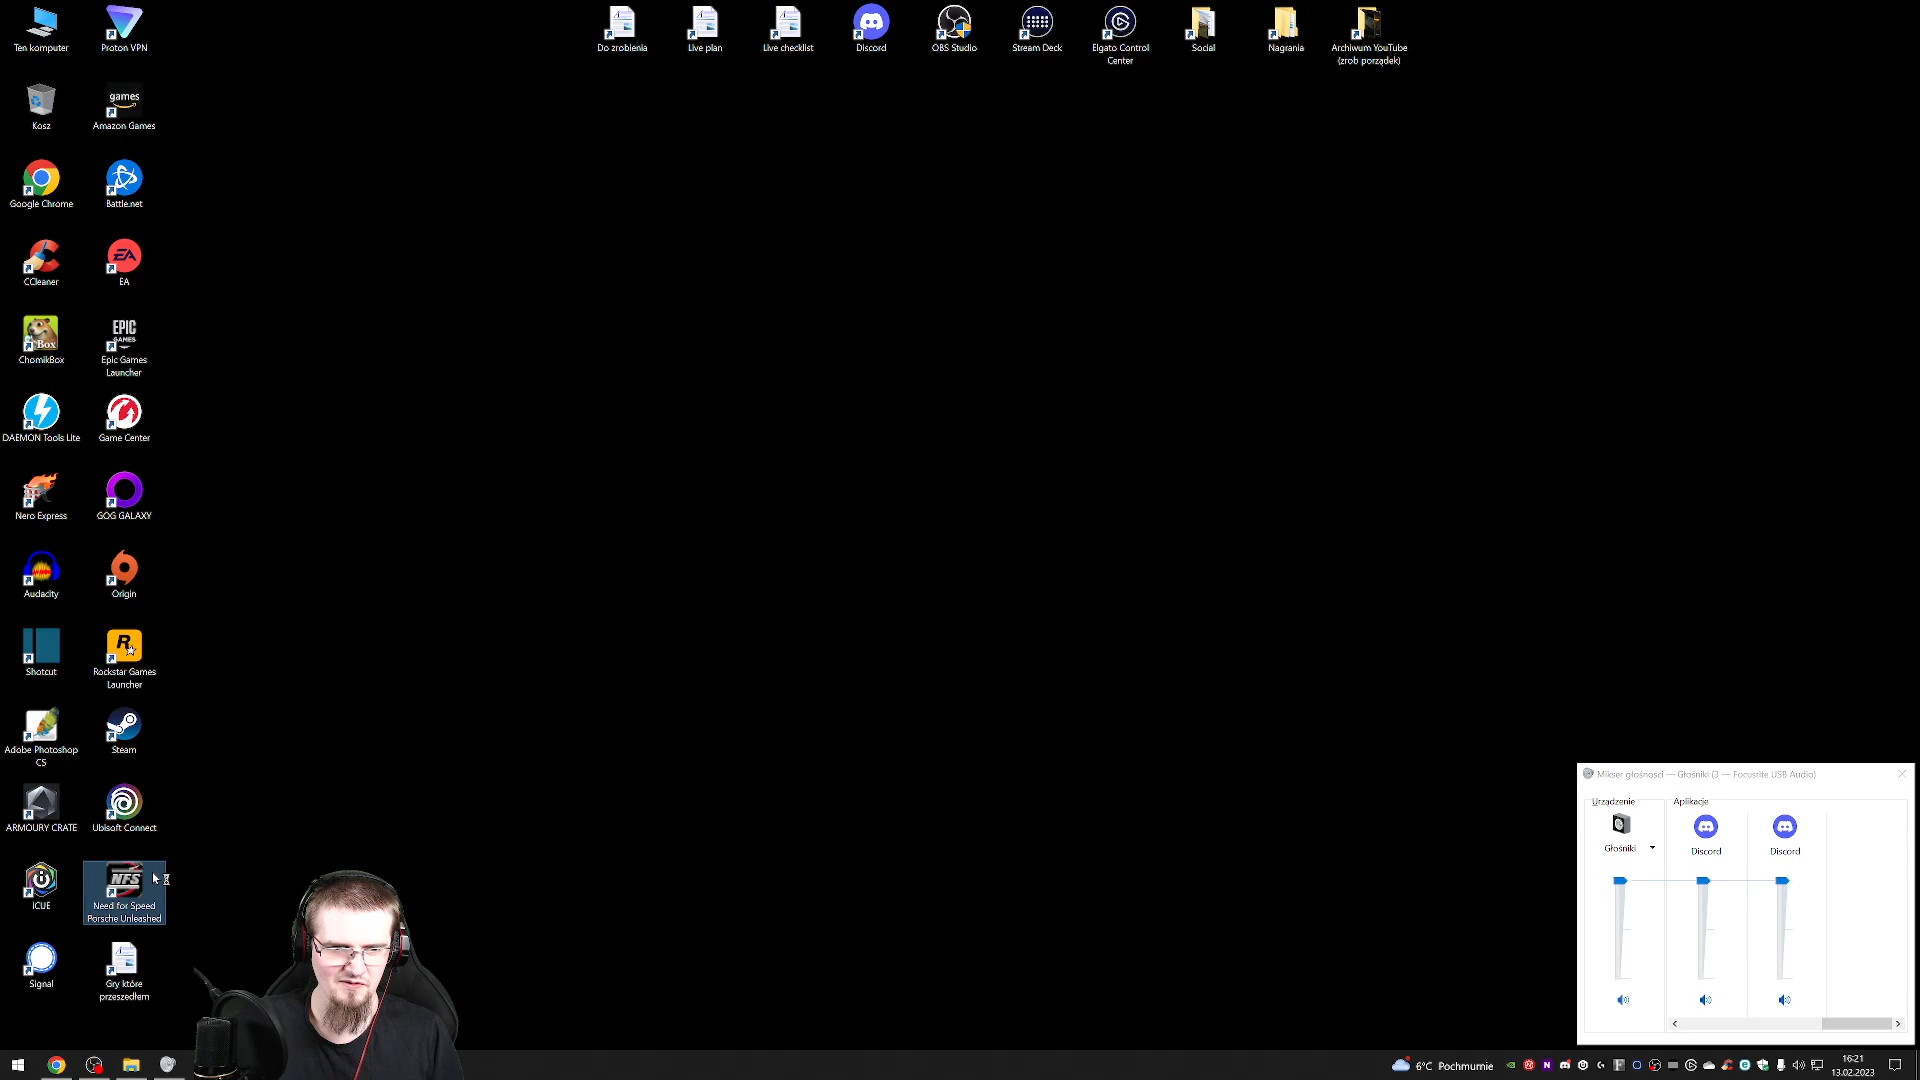 Ten komputer
Proton VPN
Do zrobienia
Live plan
Live checklist
Discord
OBS Studio
Stream Deck
Elgato Control
Center
Social
Nagrania
Archiwum YouTube
(zrob porządek)
Kosz
games
Amazon Games
Google Chrome
Battle.net
CCleaner
EA
EA
Box
ChomikBox
EPIC
GAMES
Epic Games
Launcher
DAEMON Tools Lite
Game Center
Nero Express
GOG GALAXY
Audacity
Origin
Shotcut
R
Rockstar Games
Launcher
Adobe Photoshop
CS
Steam
ARMOURY CRATE
Ubisoft Connect
iCUE
NFS
Need for Speed
Porsche Unleashed
Signal
Gry które
przeszedłem
Mikser głośności — Głośniki (3 — Focusrite USB Audio)
Urządzenie
Aplikacje
Głośniki
Discord
Discord
6°C Pochmurnie
16:21
13.02.2023